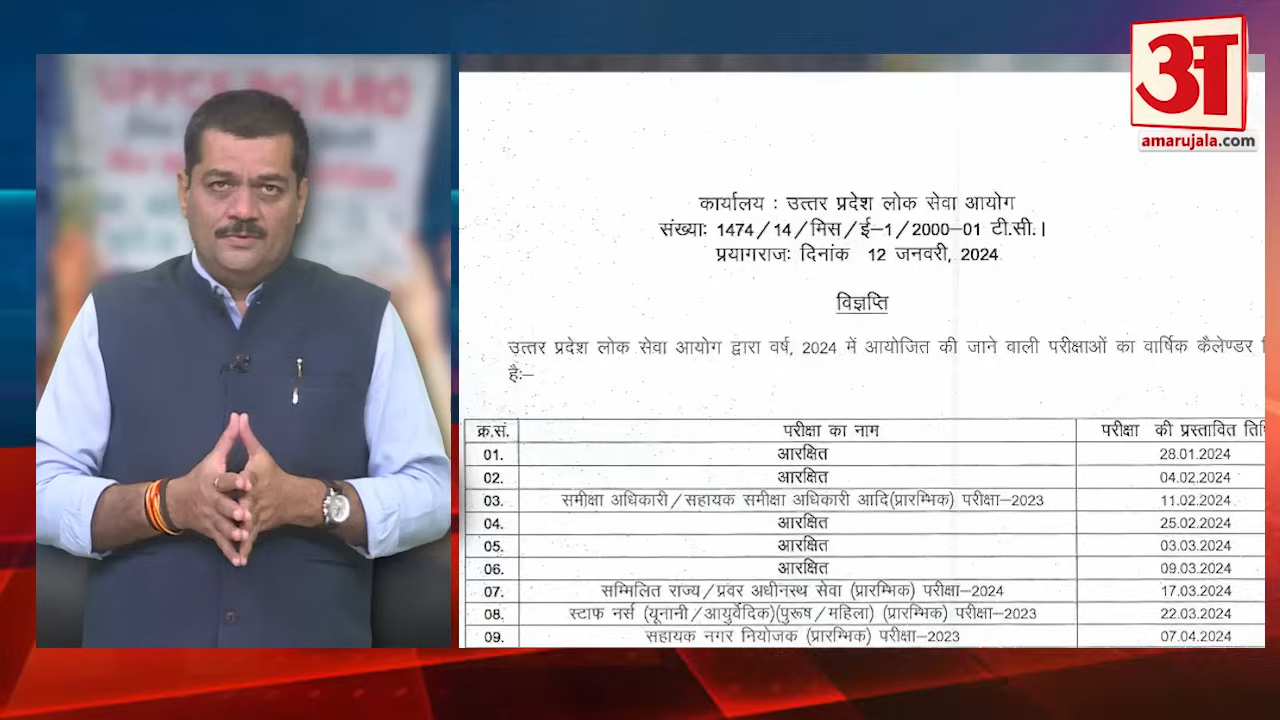 UPPCS RO/ARO
अ
amarujala.com
कार्यालय : उत्तर प्रदेश लोक सेवा आयोग
संख्याः 1474/14/मिस/ई–1/2000–01 टी.सी.।
प्रयागराजः दिनांक 12 जनवरी, 2024
विज्ञप्ति
उत्तर प्रदेश लोक सेवा आयोग द्वारा वर्ष, 2024 में आयोजित की जाने वाली परीक्षाओं का वार्षिक कैलेण्डर
हैः–
क्र.सं. परीक्षा का नाम परीक्षा की प्रस्तावित
01. आरक्षित 28.01.2024
02. आरक्षित 04.02.2024
03. समीक्षा अधिकारी/सहायक समीक्षा अधिकारी आदि(प्रारम्भिक) परीक्षा–2023 11.02.2024
04. आरक्षित 25.02.2024
05. आरक्षित 03.03.2024
06. आरक्षित 09.03.2024
07. सम्मिलित राज्य/प्रवर अधीनस्थ सेवा (प्रारम्भिक) परीक्षा–2024 17.03.2024
08. स्टाफ नर्स (यूनानी/आयुर्वेदिक)(पुरूष/महिला) (प्रारम्भिक) परीक्षा–2023 22.03.2024
09. सहायक नगर नियोजक (प्रारम्भिक) परीक्षा–2023 07.04.2024